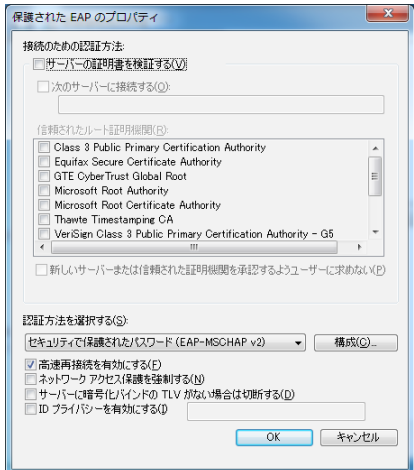 保護された EAP のプロパティ
接続のための認証方法:
サーバーの証明書を検証する(V)
次のサーバーに接続する(O):
信頼されたルート証明機関(R):
Class 3 Public Primary Certification Authority
Equifax Secure Certificate Authority
GTE CyberTrust Global Root
Microsoft Root Authority
Microsoft Root Certificate Authority
Thawte Timestamping CA
VeriSign Class 3 Public Primary Certification Authority - G5
新しいサーバーまたは信頼された証明機関を承認するようユーザーに求めない(P)
認証方法を選択する(S):
セキュリティで保護されたパスワード (EAP-MSCHAP v2)
構成(C)...
高速再接続を有効にする(F)
ネットワーク アクセス保護を強制する(N)
サーバーに暗号化バインドの TLV がない場合は切断する(D)
ID プライバシーを有効にする(I)
OK
キャンセル